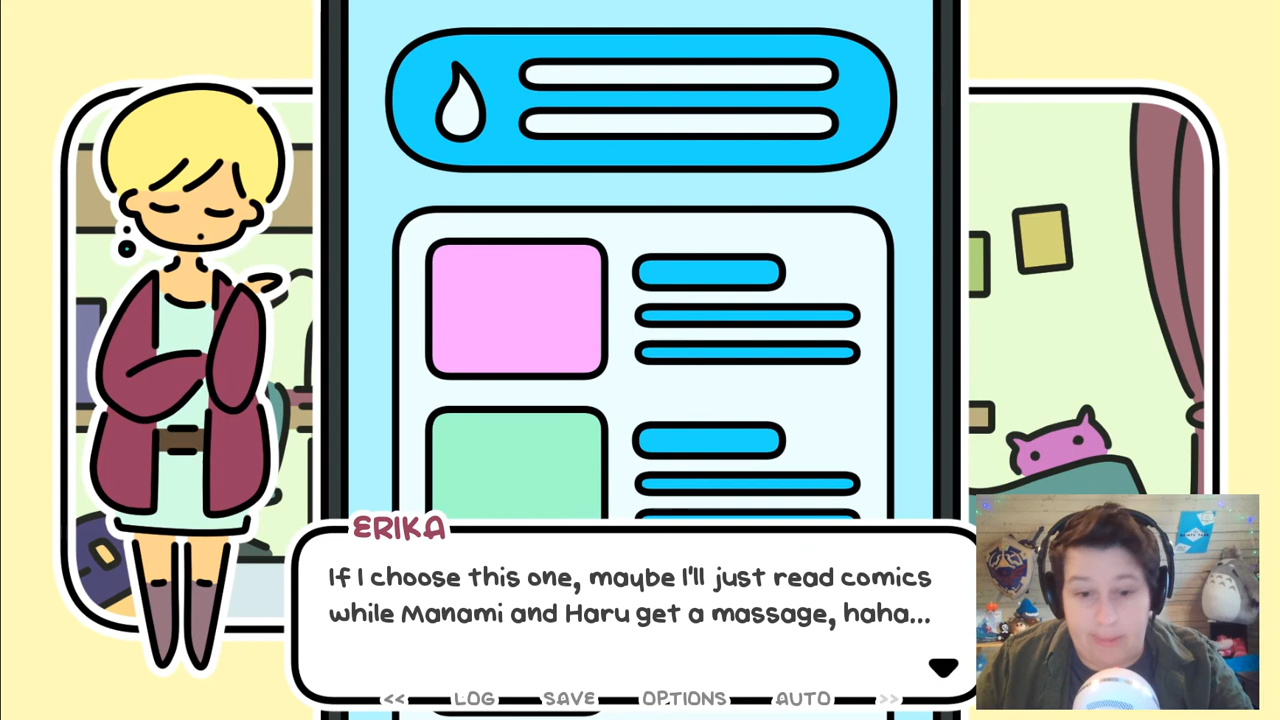 ERIKA
If I choose this one, maybe I'll just read comics
while Manami and Haru get a massage, haha...
<< LOG SAVE OPTIONS AUTO >>